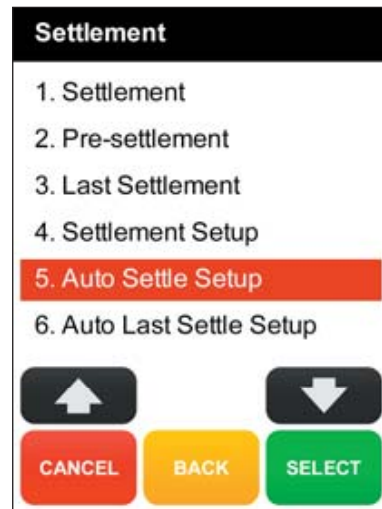 Settlement
1. Settlement
2. Pre-settlement
3. Last Settlement
4. Settlement Setup
5. Auto Settle Setup
6. Auto Last Settle Setup
CANCEL BACK SELECT